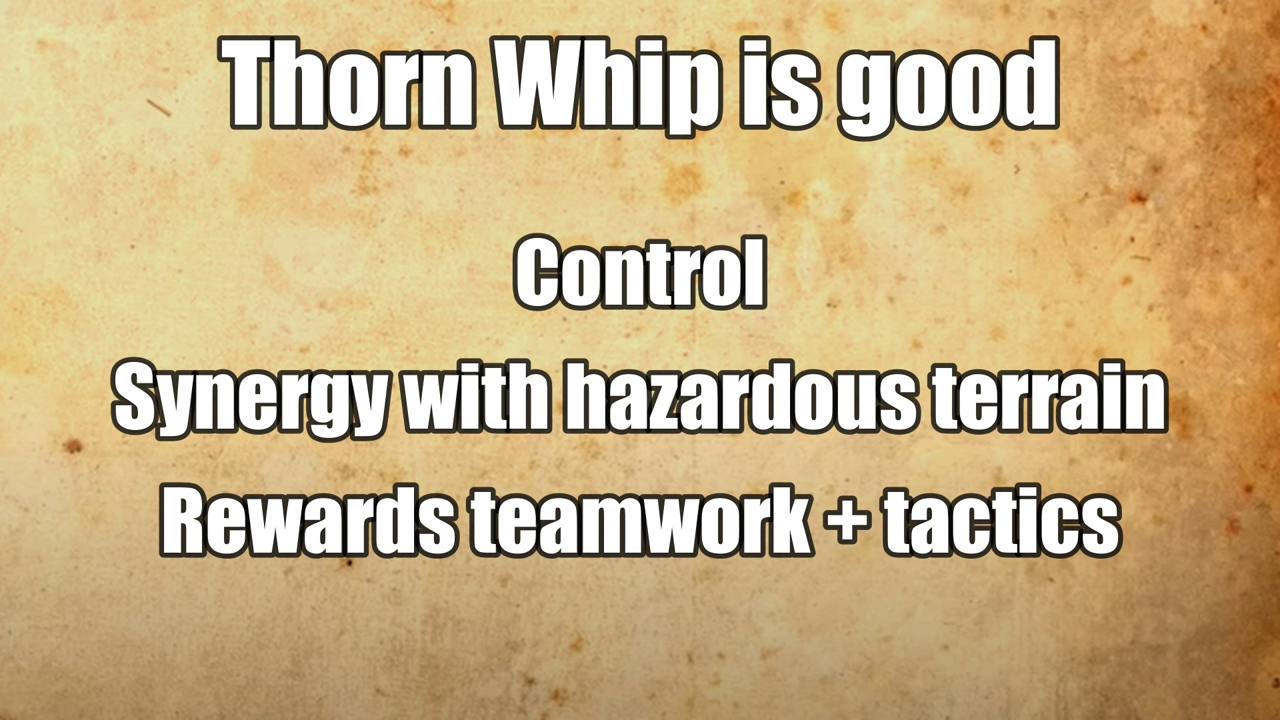 Thorn Whip is good
Control
Synergy with hazardous terrain
Rewards teamwork + tactics